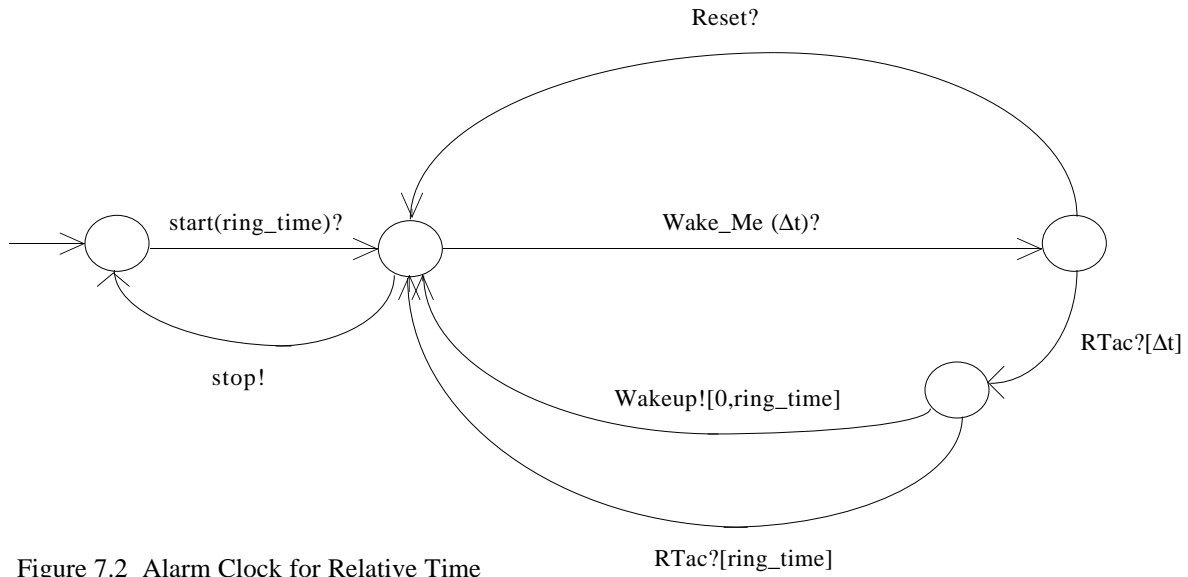 Reset?
start(ring_time)?
Wake_Me (Δt)?
RTac?[Δt]
stop!
Wakeup![0,ring_time]
RTac?[ring_time]
Figure 7.2 Alarm Clock for Relative Time